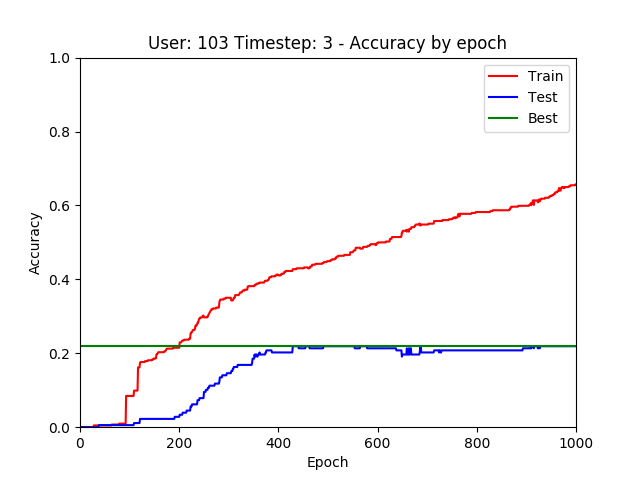 User: 103 Timestep: 3 - Accuracy by epoch
1.0
0.8
0.6
0.4
0.2
0.0
Accuracy
Train
Test
Best
0 200 400 600 800 1000
Epoch